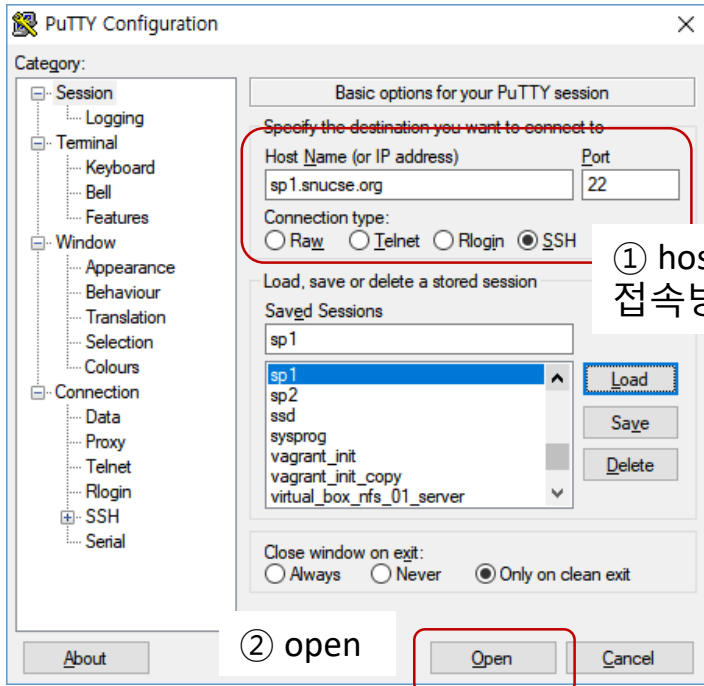 PuTTY Configuration
Category:
Session
Logging
Terminal
Keyboard
Bell
Features
Window
Appearance
Behaviour
Translation
Selection
Colours
Connection
Data
Proxy
Telnet
Rlogin
SSH
Serial
Basic options for your PuTTY session
Specify the destination you want to connect to
Host Name (or IP address) Port
sp1.snucse.org 22
Connection type:
Raw Telnet Rlogin SSH
①
Load, save or delete a stored session
Saved Sessions
sp1
sp1
sp2
ssd
sysprog
vagrant_init
vagrant_init_copy
virtual_box_nfs_01_server
Load
Save
Delete
Close window on exit:
Always Never Only on clean exit
② open
About Open Cancel